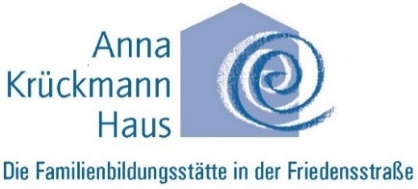 Anna
Krückmann
Haus
Die Familienbildungsstätte in der Friedensstraße